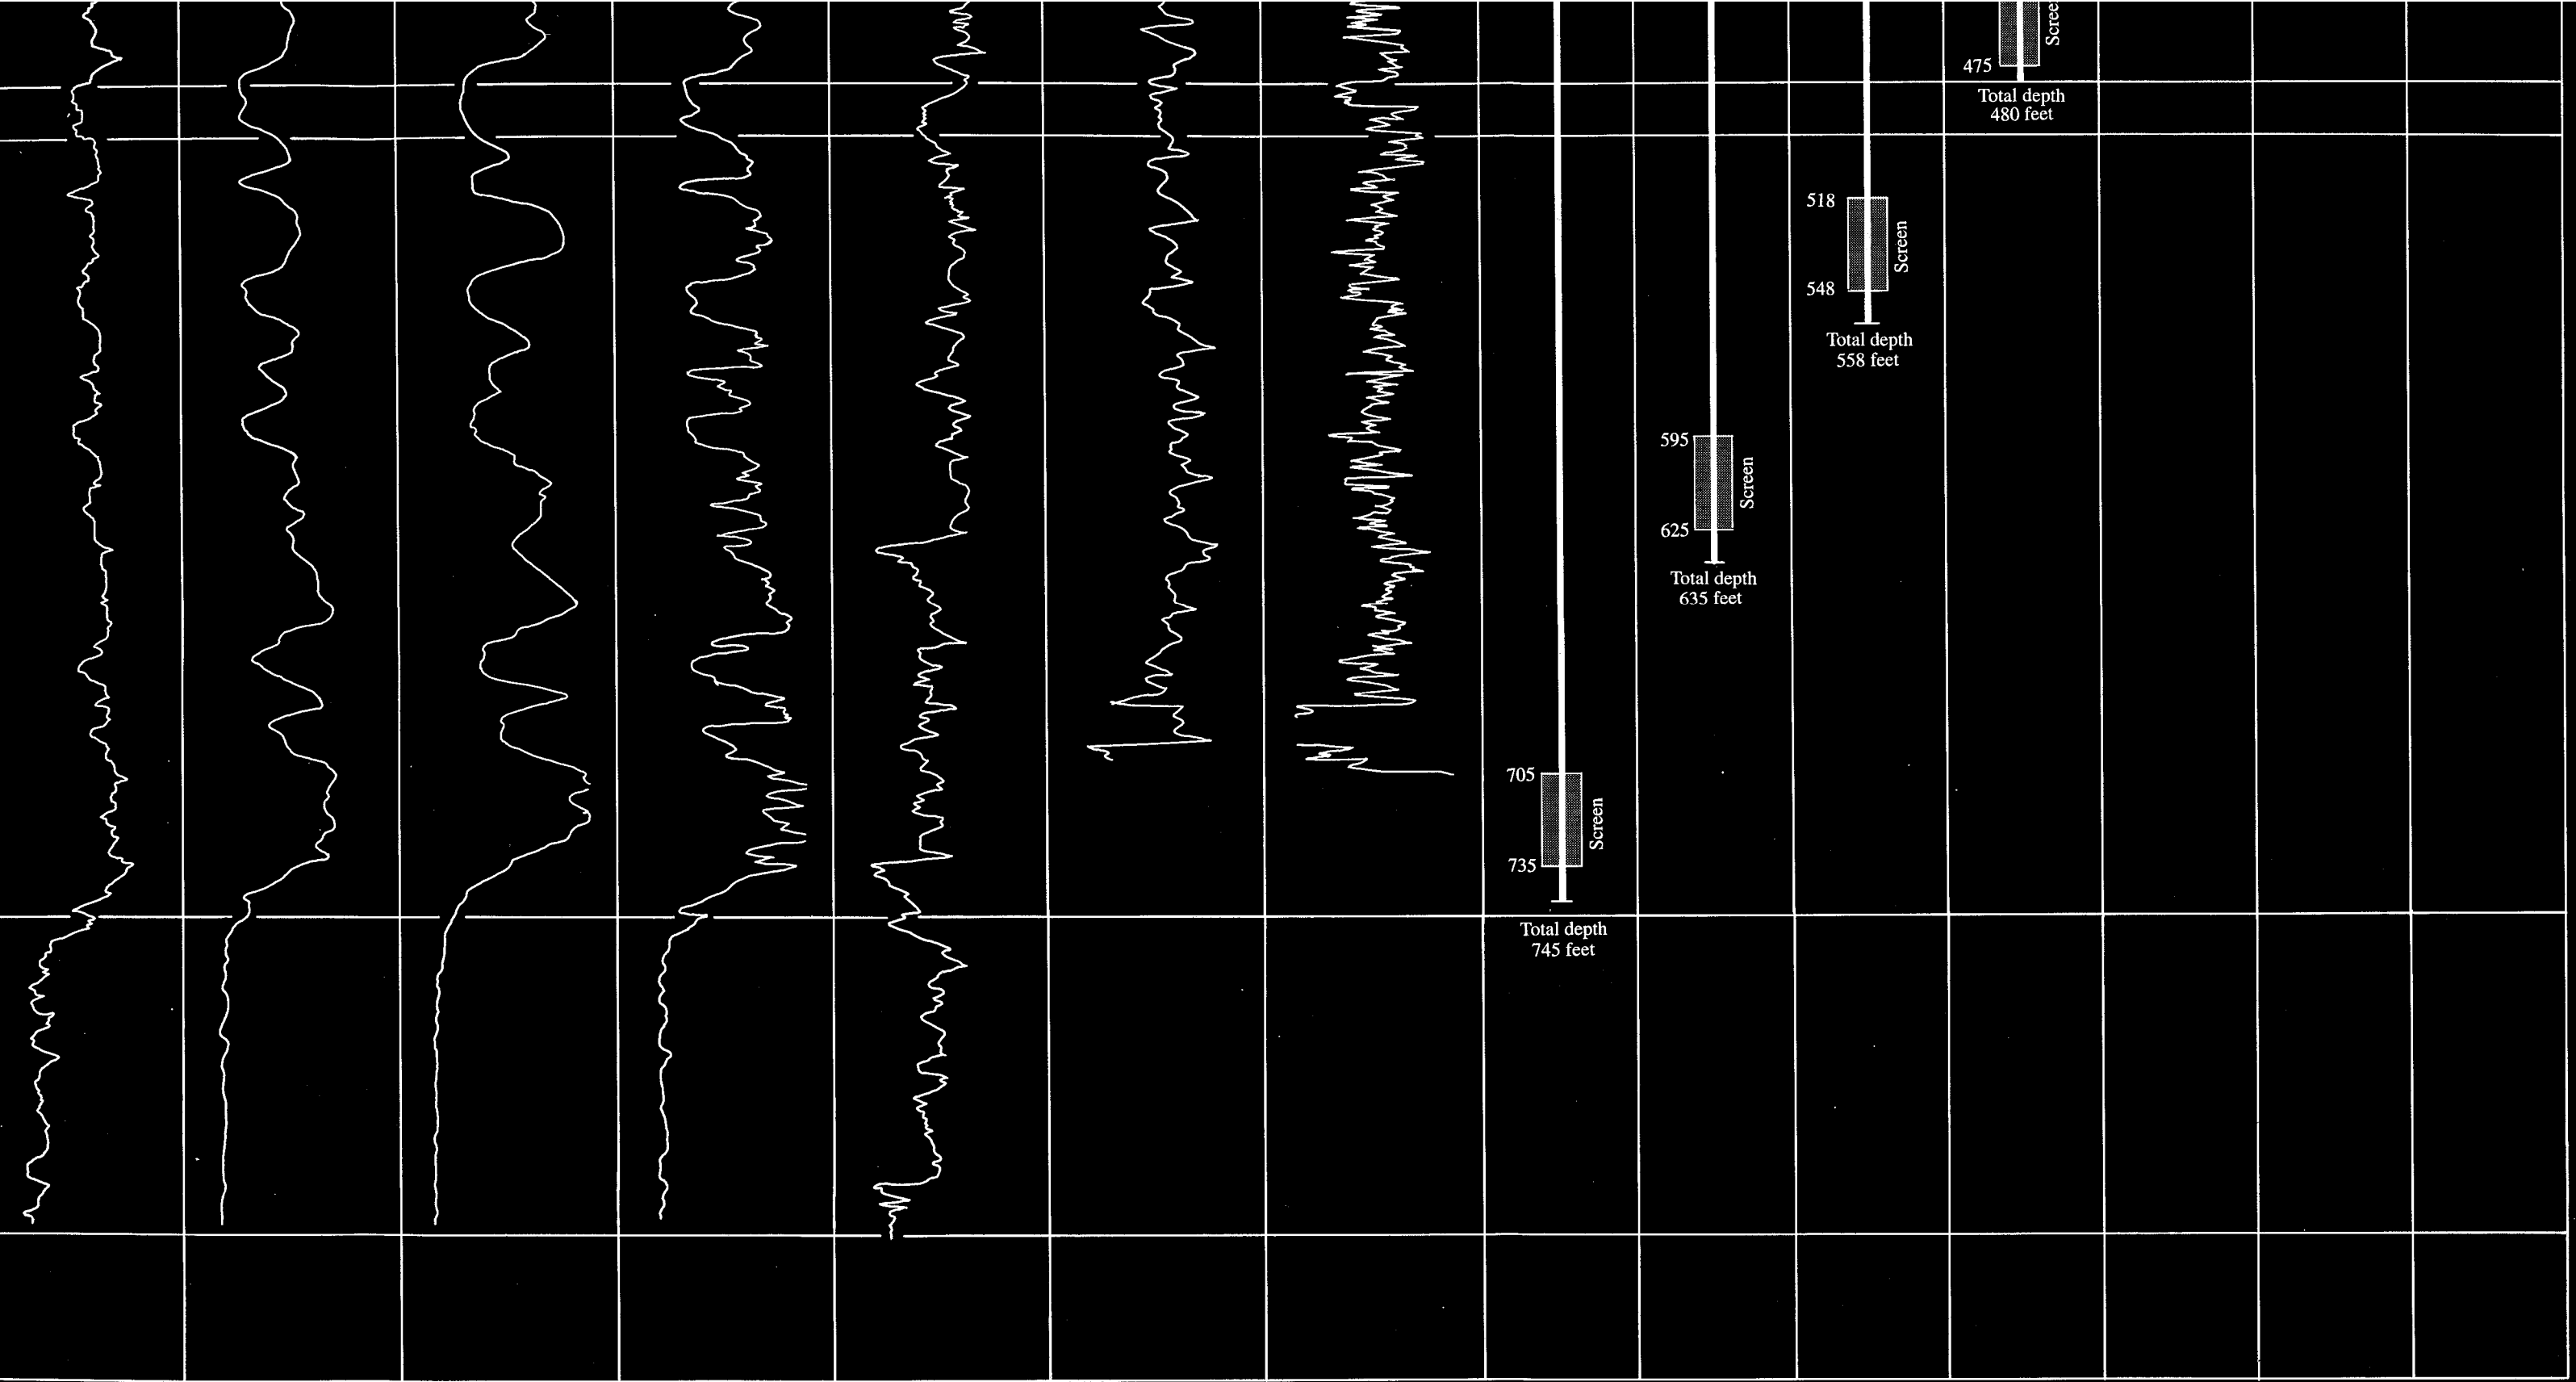 Screen
475
Total depth
480 feet
518
Screen
548
Total depth
558 feet
595
Screen
625
Total depth
635 feet
705
Screen
735
Total depth
745 feet